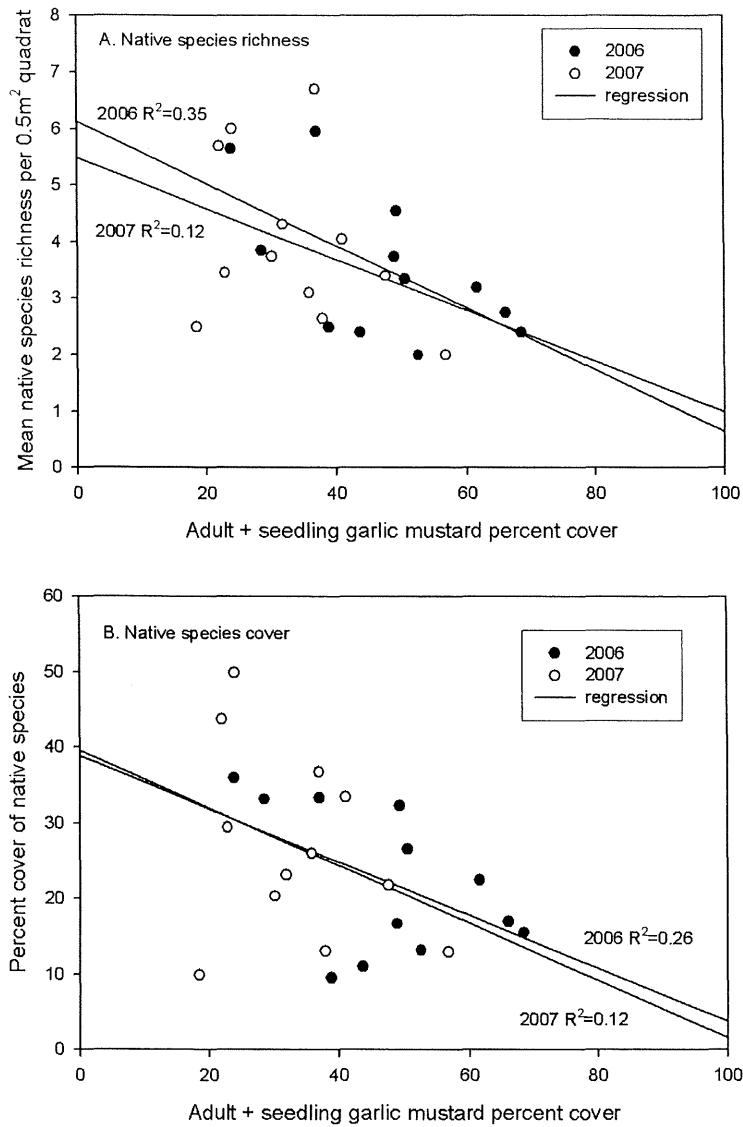 A. Native species richness
2006
2007
regression
2006 R²=0.35
2007 R²=0.12
Mean native species richness per 0.5m² quadrat
8
7
6
5
4
3
2
1
0
0 20 40 60 80 100
Adult + seedling garlic mustard percent cover
B. Native species cover
2006
2007
regression
2006 R²=0.26
2007 R²=0.12
Percent cover of native species
60
50
40
30
20
10
0
0 20 40 60 80 100
Adult + seedling garlic mustard percent cover